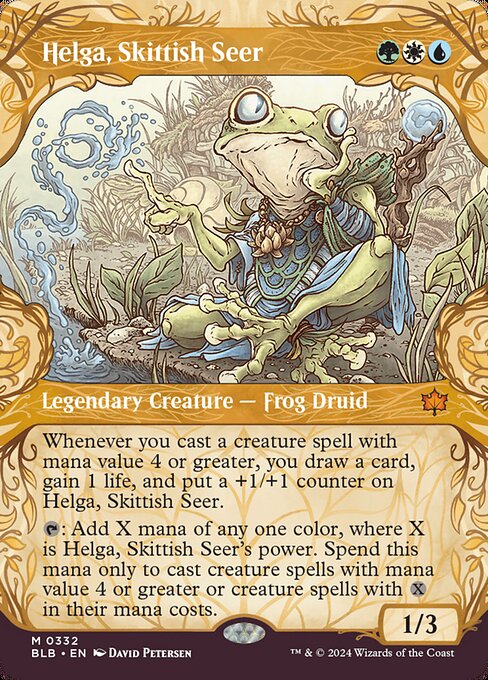 Helga, Skittish Seer
Legendary Creature — Frog Druid
Whenever you cast a creature spell with
mana value 4 or greater, you draw a card,
gain 1 life, and put a +1/+1 counter on
Helga, Skittish Seer.
: Add X mana of any one color, where X
is Helga, Skittish Seer's power. Spend this
mana only to cast creature spells with mana
value 4 or greater or creature spells with X
in their mana costs.
1/3
M 0332
BLB • EN DAVID PETERSEN
™ & © 2024 Wizards of the Coast